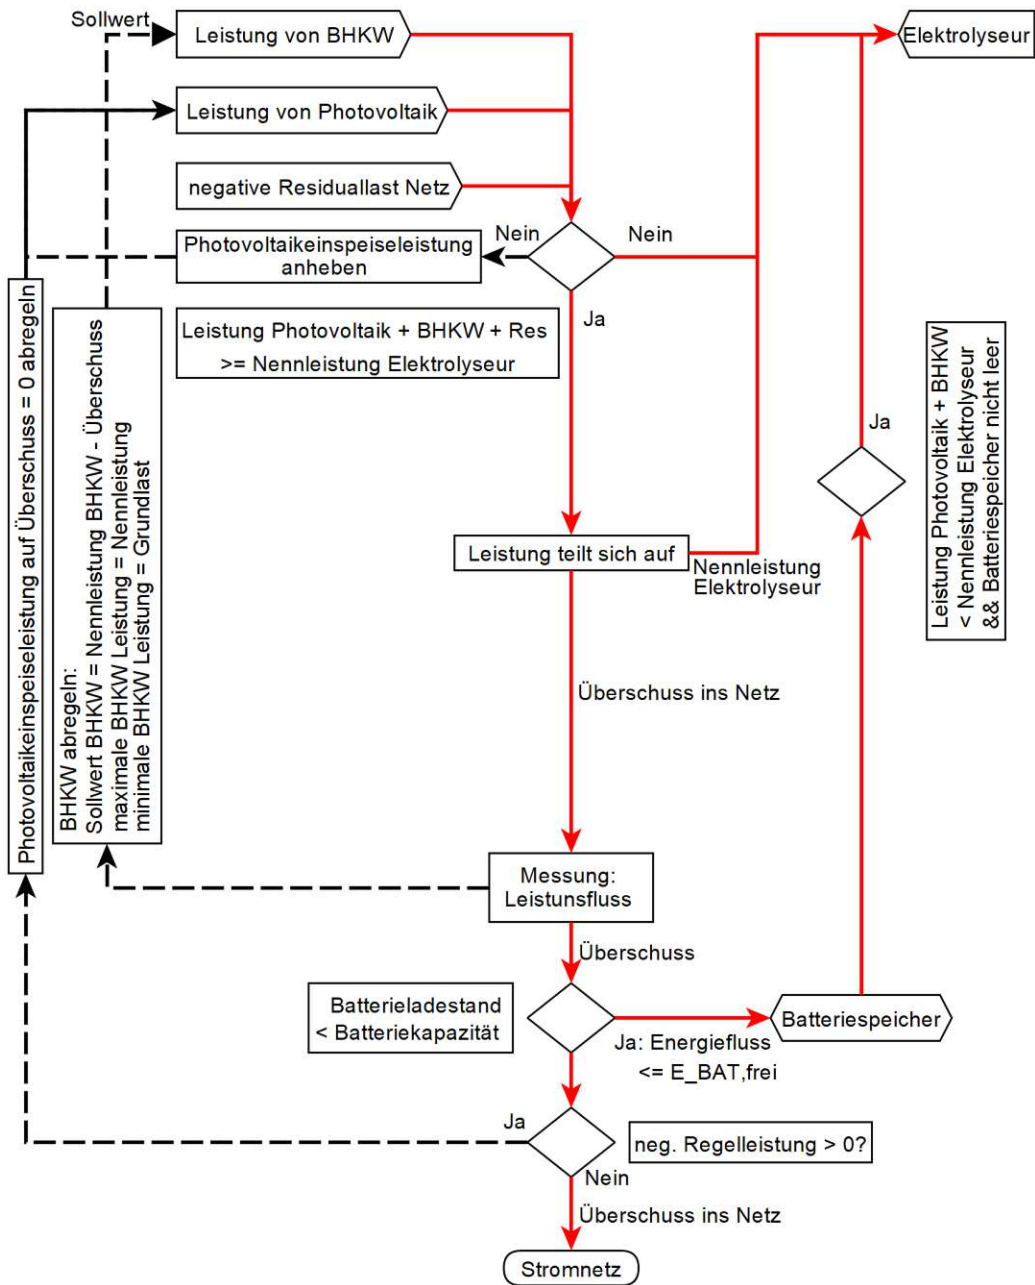 Sollwert
Leistung von BHKW
Elektrolyseur
Leistung von Photovoltaik
negative Residuallast Netz
Nein
Nein
Photovoltaikeinspeiseleistung
anheben
Ja
Leistung Photovoltaik + BHKW + Res
>= Nennleistung Elektrolyseur
Photovoltaikeinspeiseleistung auf Überschuss = 0 abregeln
BHKW abregeln:
Sollwert BHKW = Nennleistung BHKW - Überschuss
maximale BHKW Leistung = Nennleistung
minimale BHKW Leistung = Grundlast
Ja
Leistung Photovoltaik + BHKW
< Nennleistung Elektrolyseur
&& Batteriespeicher nicht leer
Leistung teilt sich auf
Nennleistung
Elektrolyseur
Überschuss ins Netz
Messung:
Leistunsfluss
Überschuss
Batterieladestand
< Batteriekapazität
Batteriespeicher
Ja: Energiefluss
<= E_BAT,frei
Ja
neg. Regelleistung > 0?
Nein
Überschuss ins Netz
Stromnetz